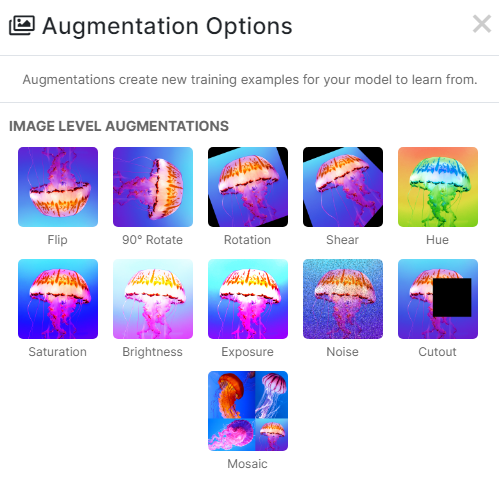 Augmentation Options
Augmentations create new training examples for your model to learn from.
IMAGE LEVEL AUGMENTATIONS
Flip
90° Rotate
Rotation
Shear
Hue
Saturation
Brightness
Exposure
Noise
Cutout
Mosaic